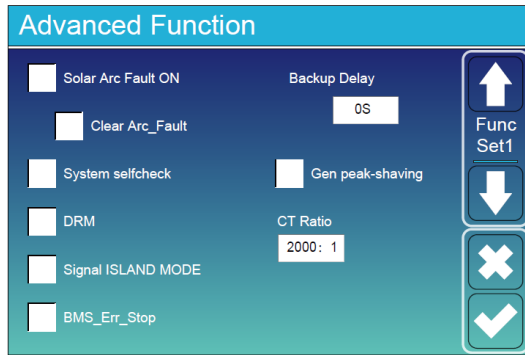 Advanced Function
Solar Arc Fault ON
Backup Delay
0S
Clear Arc_Fault
Func
Set1
System selfcheck
Gen peak-shaving
DRM
CT Ratio
2000: 1
Signal ISLAND MODE
BMS_Err_Stop